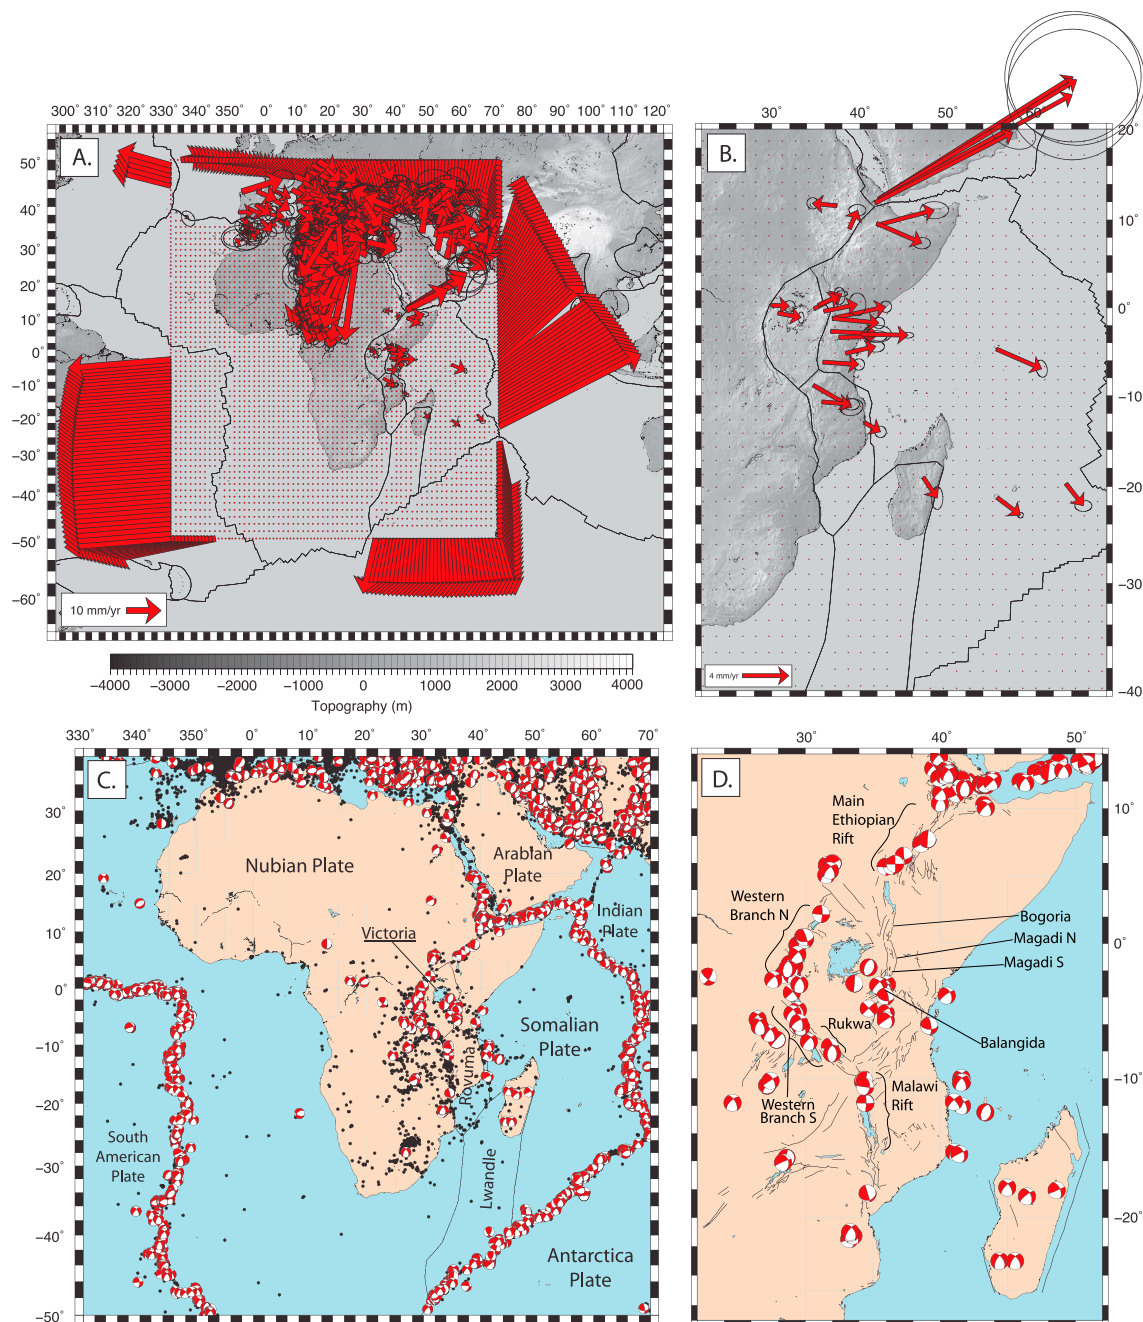 300° 310° 320° 330° 340° 350° 0° 10° 20° 30° 40° 50° 60° 70° 80° 90° 100° 110° 120°
A.
50°
40°
30°
20°
10°
0°
−10°
−20°
−30°
−40°
−50°
−60°
10 mm/yr
30° 40° 50° 60°
B.
20°
10°
0°
−10°
−20°
−30°
−40
4 mm/yr
−4000 −3000 −2000 −1000 0 1000 2000 3000 4000
Topography (m)
330 340° 350° 0° 10° 20° 30° 40° 50° 60° 70°
C.
30°
20°
10°
0°
−10°
−20°
−30°
−40°
−50°
Nubian Plate
Arabian
Plate
Indian
Plate
Victoria
Somalian
Plate
Rovuma
Lwandle
South
American
Plate
Antarctica
Plate
30° 40° 50°
D.
10°
0°
−10°
−20°
Main
Ethiopian
Rift
Western
Branch N
Bogoria
Magadi N
Magadi S
Rukwa
Balangida
Malawi
Rift
Western
Branch S